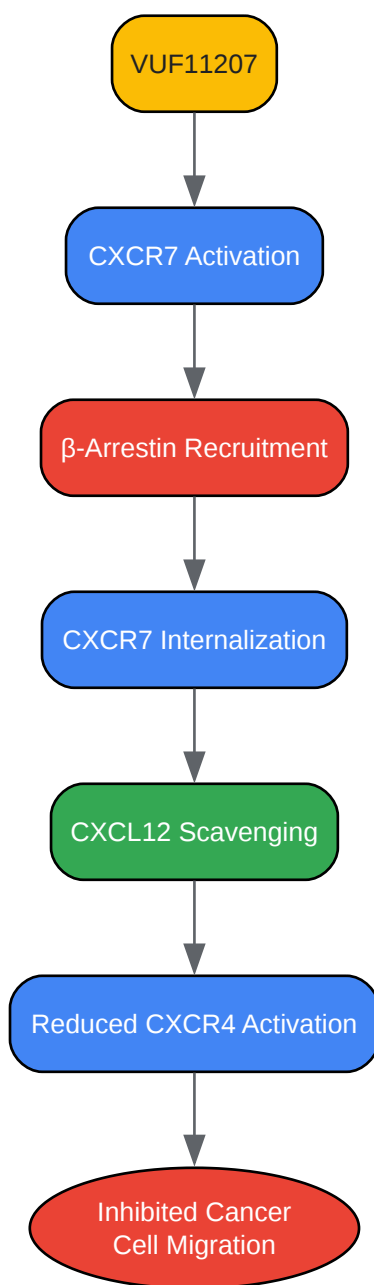 VUF11207
CXCR7 Activation
β-Arrestin Recruitment
CXCR7 Internalization
CXCL12 Scavenging
Reduced CXCR4 Activation
Inhibited Cancer
Cell Migration